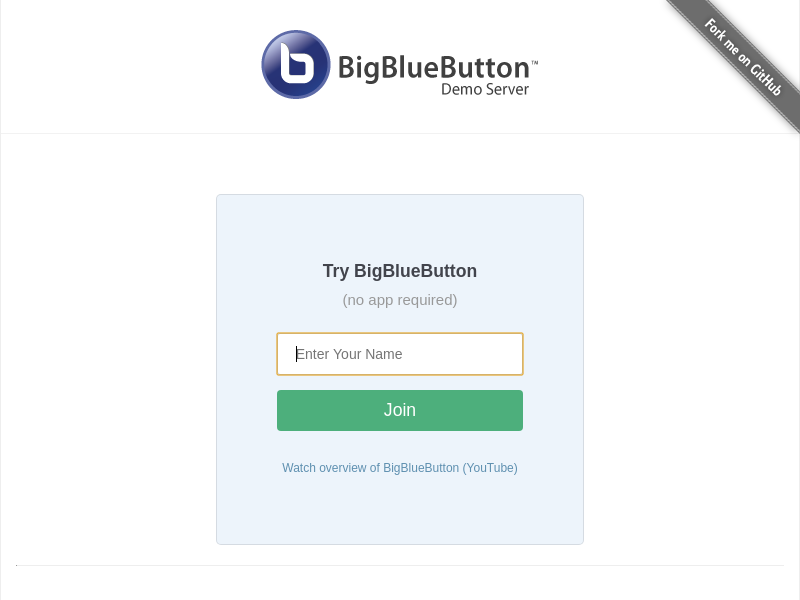 Fork me on GitHub
BigBlueButton™
Demo Server
Try BigBlueButton
(no app required)
Enter Your Name
Join
Watch overview of BigBlueButton (YouTube)